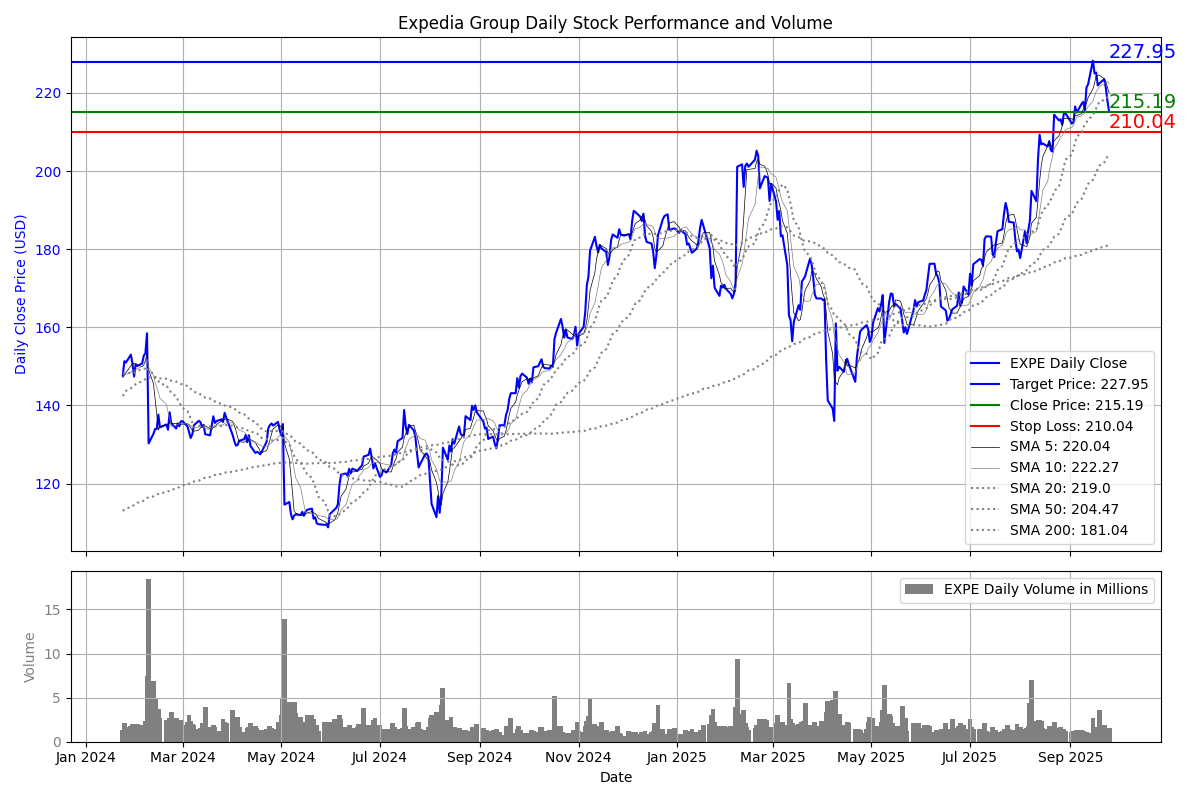 Expedia Group Daily Stock Performance and Volume
227.95
215.19
210.04
220
200
180
160
140
120
Daily Close Price (USD)
EXPE Daily Close
Target Price: 227.95
Close Price: 215.19
Stop Loss: 210.04
SMA 5: 220.04
SMA 10: 222.27
SMA 20: 219.0
SMA 50: 204.47
SMA 200: 181.04
EXPE Daily Volume in Millions
15
10
5
0
Volume
Jan 2024 Mar 2024 May 2024 Jul 2024 Sep 2024 Nov 2024 Jan 2025 Mar 2025 May 2025 Jul 2025 Sep 2025
Date